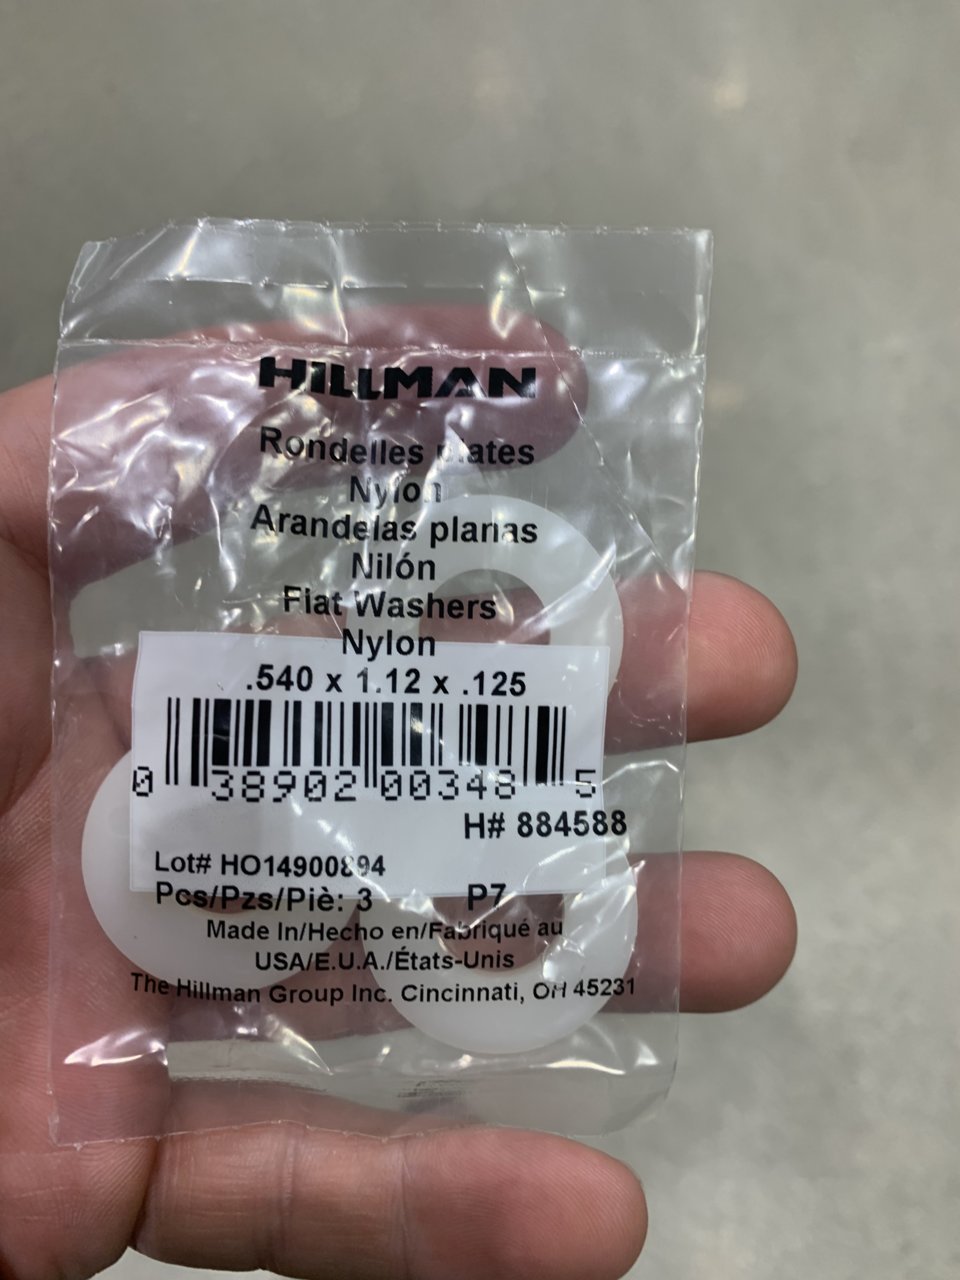 HILLMAN
Rondelles plates
Nylon
Arandelas planas
Nilón
Flat Washers
Nylon
.540 x 1.12 x .125
0 38902 00348 5
H# 884588
Lot# HO14900894
Pcs/Pzs/Piè: 3 P7
Made In/Hecho en/Fabriqué au
USA/E.U.A./États-Unis
The Hillman Group Inc. Cincinnati, OH 45231